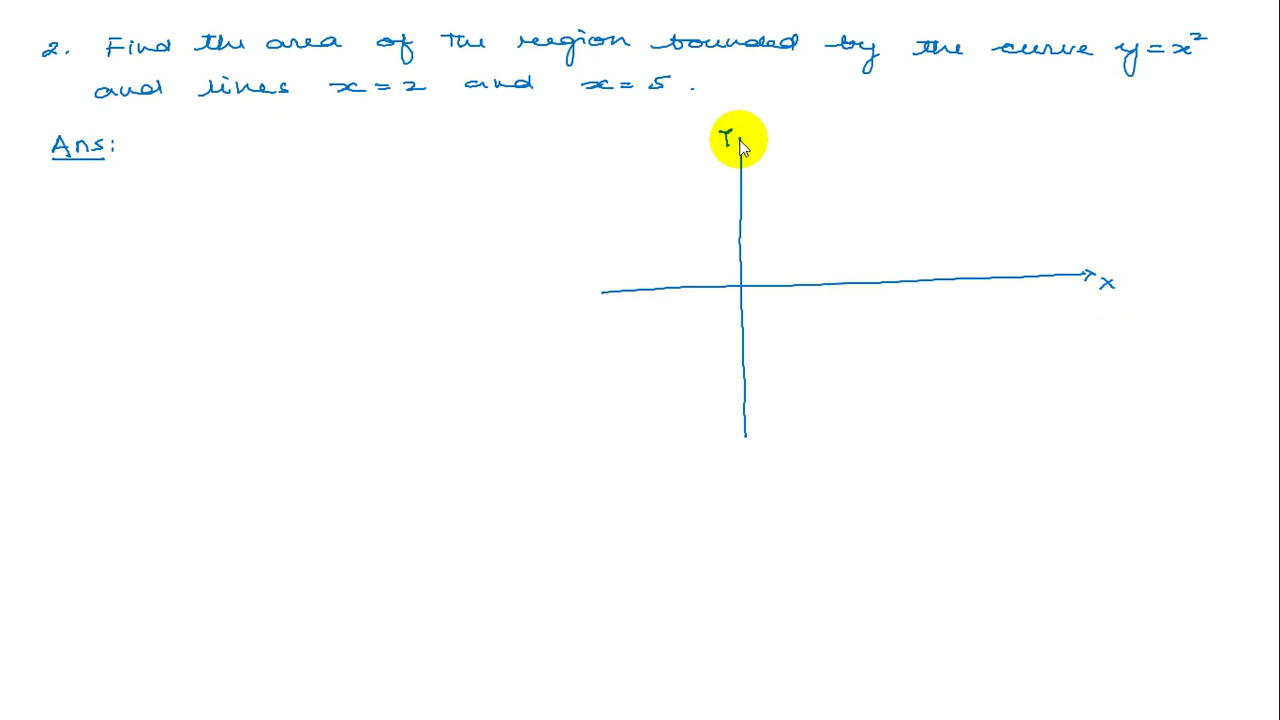 2. Find the area of the region bounded by the curve y = x²
and lines x = 2 and x = 5.
Ans:
Y
X